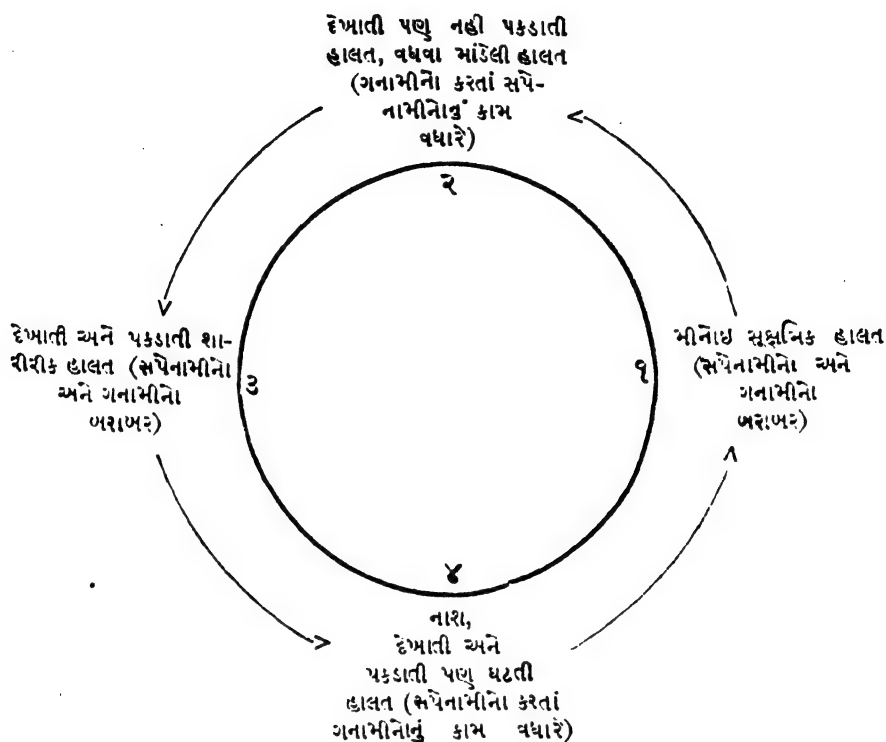 દેખાતી પણ નહી પકડાતી
હાલત, વધવા માંડેલી હાલત
(ગનામીનો કરતાં સપે-
નામીનોનું કામ
વધારે)
૨
દેખાતી અને પકડાતી શા-
રીરીક હાલત (સપેનામીનો
અને ગનામીનો
બરાબર)
૩
૧
મીનોઇ સૂક્ષત્રિક હાલત
(સપેનામીનો અને
ગનામીનો
બરાબર)
૪
નાશ,
દેખાતી અને
પકડાતી પણ ઘટતી
હાલત (સપેનામીનો કરતાં
ગનામીનોનું કામ વધારે)